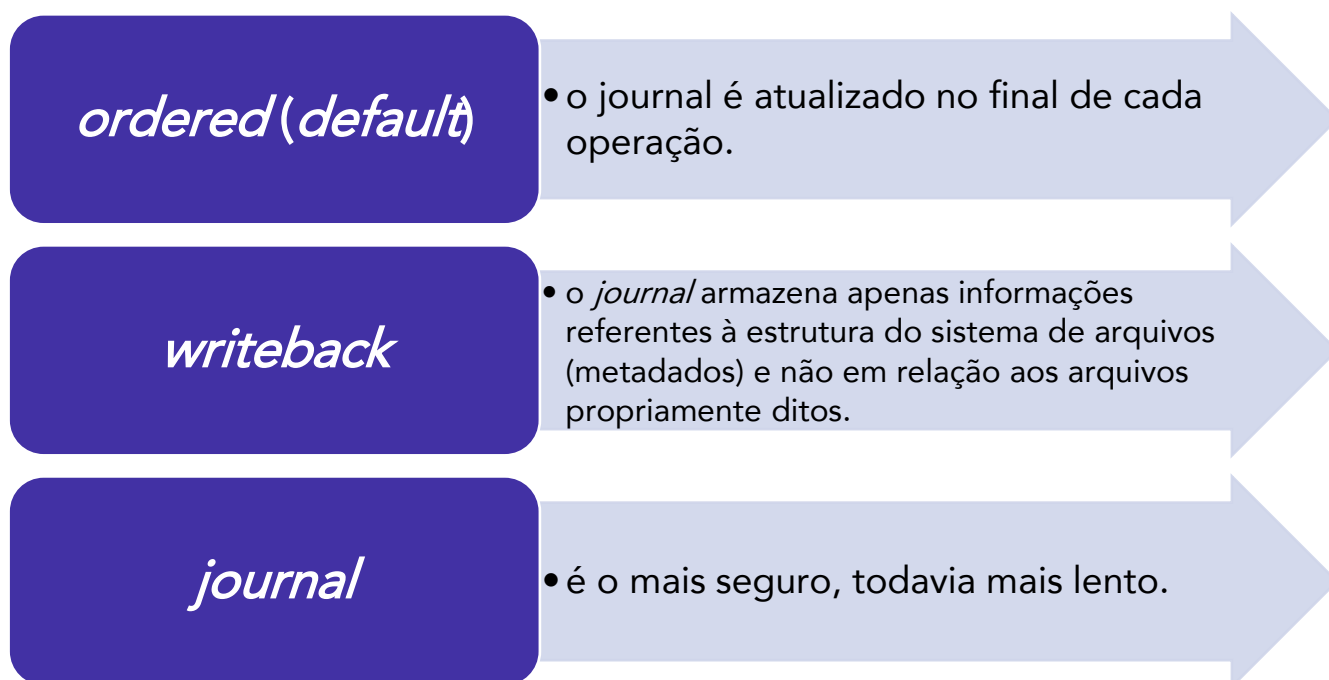 ordered (default)
• o journal é atualizado no final de cada
operação.
writeback
• o journal armazena apenas informações
referentes à estrutura do sistema de arquivos
(metadados) e não em relação aos arquivos
propriamente ditos.
journal
• é o mais seguro, todavia mais lento.